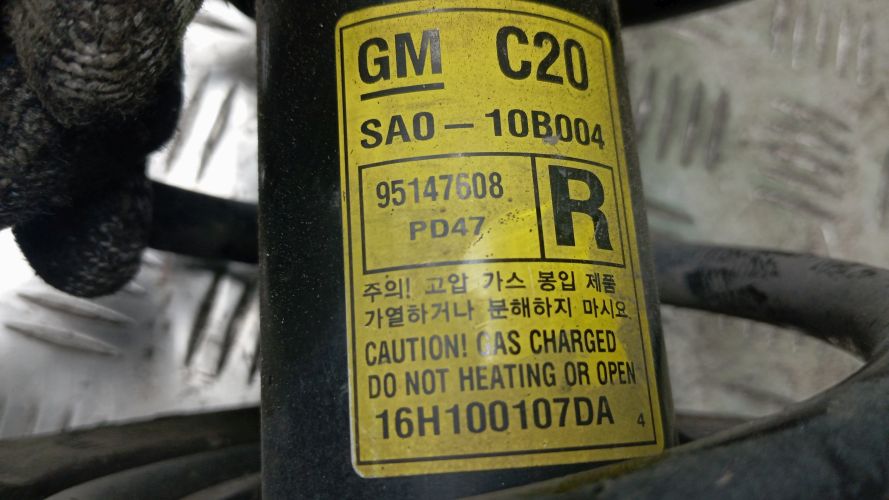 GM C20
SA0-10B004
95147608
PD47
R
주의! 고압 가스 봉입 제품
가열하거나 분해하지 마시요
CAUTION! GAS CHARGED
DO NOT HEATING OR OPEN
16H100107DA 4